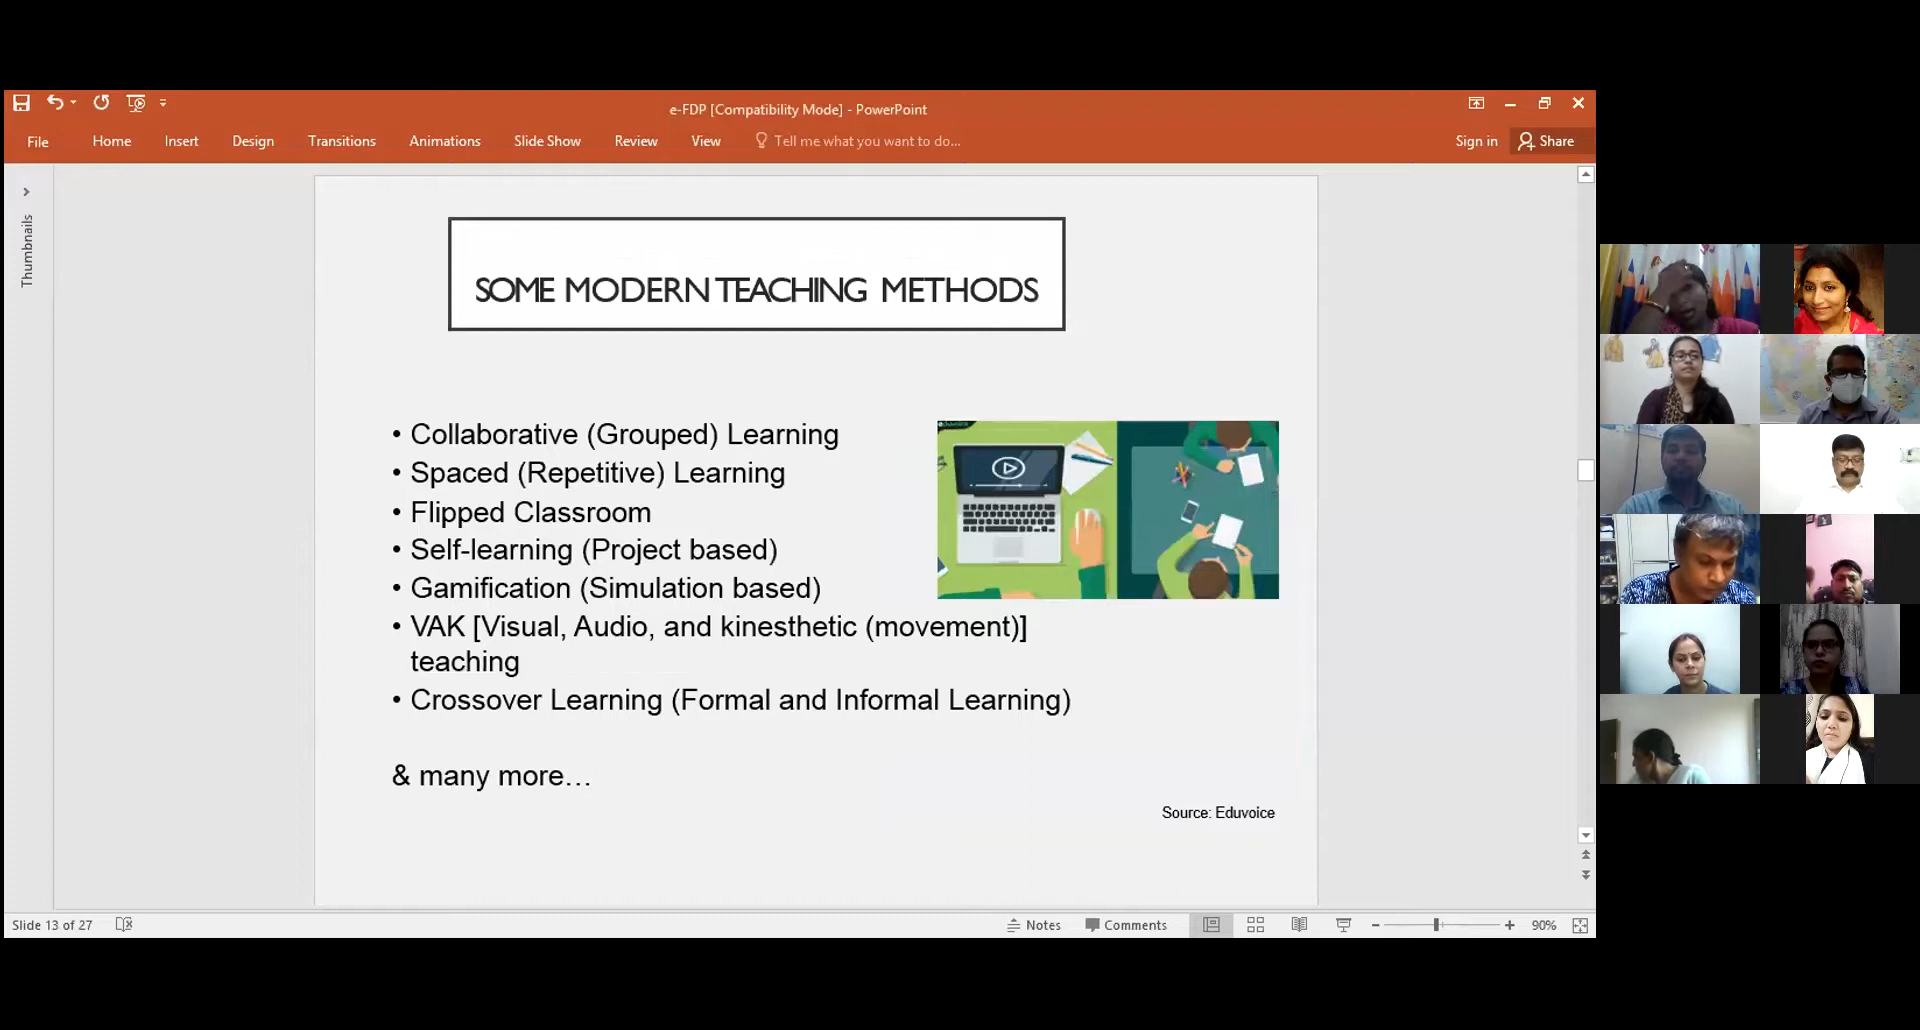 e-FDP [Compatibility Mode] - PowerPoint
File Home Insert Design Transitions Animations Slide Show Review View Tell me what you want to do... Sign in Share
Thumbnails
SOME MODERN TEACHING METHODS
• Collaborative (Grouped) Learning
• Spaced (Repetitive) Learning
• Flipped Classroom
• Self-learning (Project based)
• Gamification (Simulation based)
• VAK [Visual, Audio, and kinesthetic (movement)]
teaching
• Crossover Learning (Formal and Informal Learning)
& many more…
Source: Eduvoice
Slide 13 of 27 Notes Comments 90%